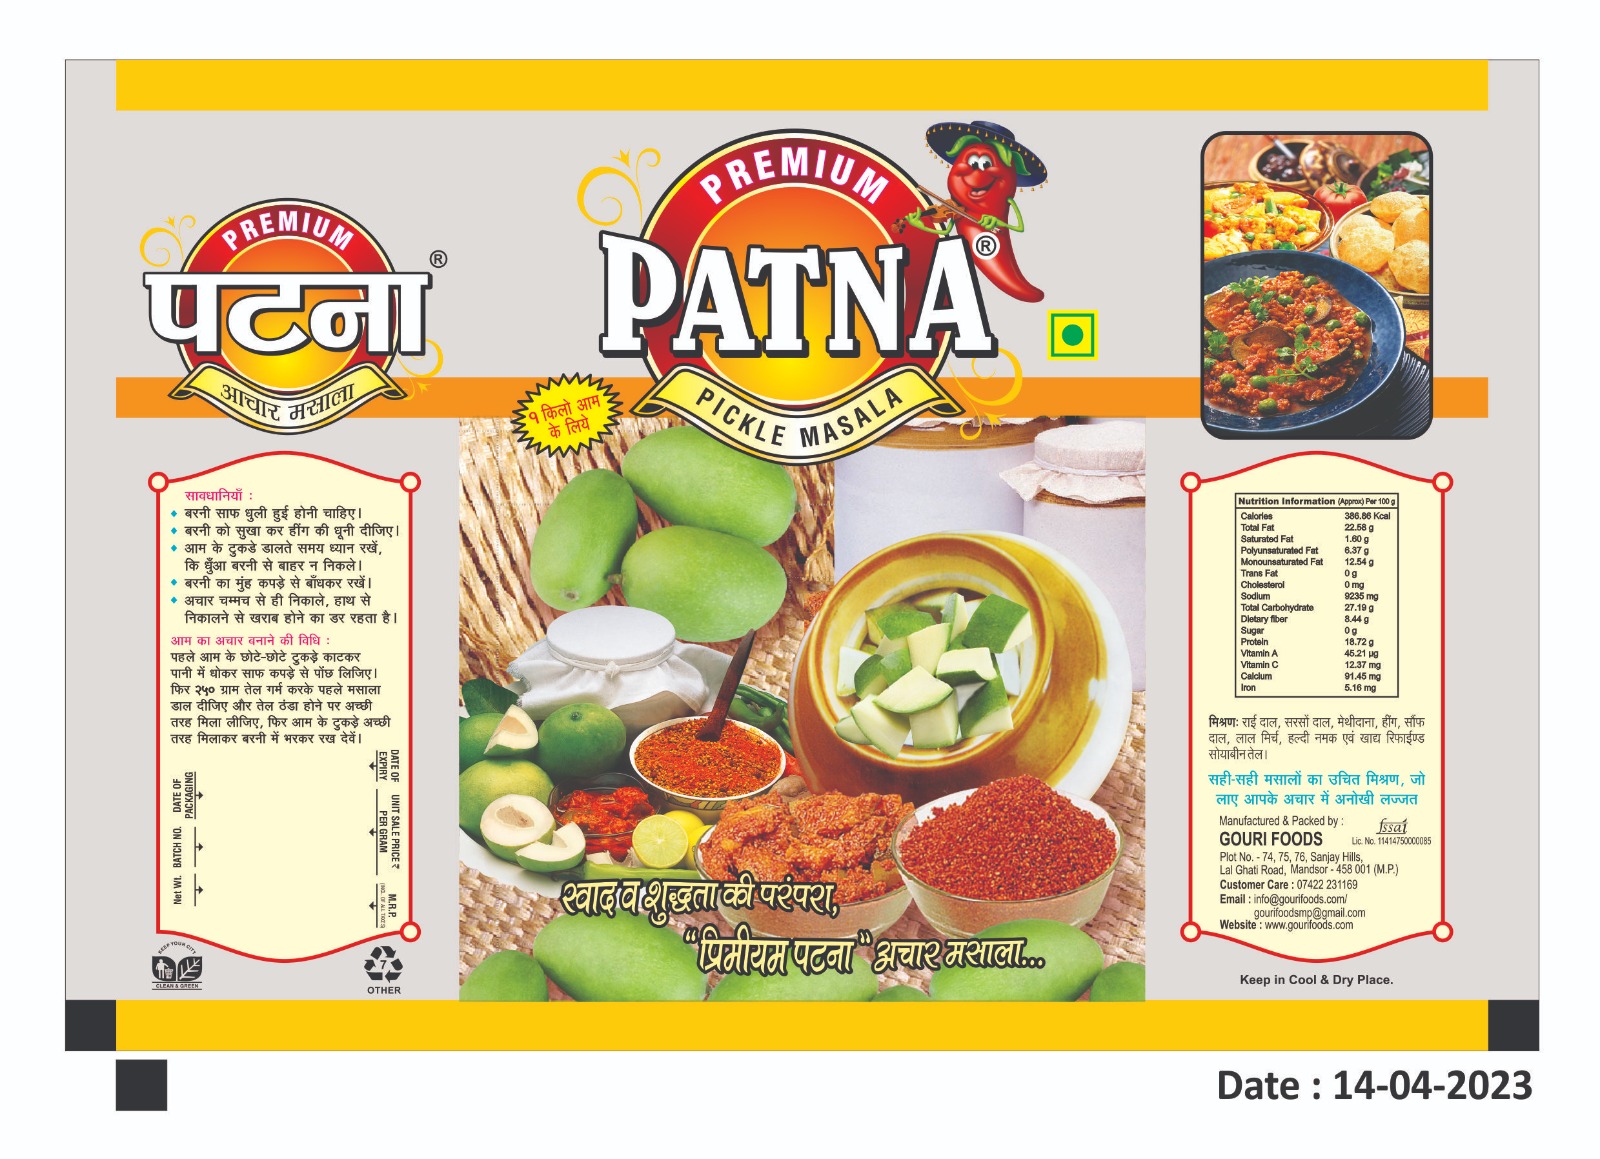 PREMIUM
पटना®
आचार मसाला
सावधानियाँ :
बरनी साफ धुली हुई होनी चाहिए।
बरनी को सुखा कर हींग की धूनी दीजिए।
आम के टुकडे डालते समय ध्यान रखें,
कि धुँआ बरनी से बाहर न निकले।
बरनी का मुंह कपड़े से बाँधकर रखें।
अचार चम्मच से ही निकाले, हाथ से
निकालने से खराब होने का डर रहता है।
आम का अचार बनाने की विधि :
पहले आम के छोटे-छोटे टुकड़े काटकर
पानी में धोकर साफ कपड़े से पोंछ लिजिए।
फिर २५० ग्राम तेल गर्म करके पहले मसाला
डाल दीजिए और तेल ठंडा होने पर अच्छी
तरह मिला लीजिए, फिर आम के टुकड़े अच्छी
तरह मिलाकर बरनी में भरकर रख देवें।
DATE OF
PACKAGING
BATCH NO.
Net Wt.
DATE OF
EXPIRY
UNIT SALE PRICE ₹
PER GRAM
M.R.P.
(INCL. OF ALL TAXES)
KEEP YOUR CITY
CLEAN & GREEN
7
OTHER
PREMIUM
PATNA®
PICKLE MASALA
१ किलो आम
के लिये
स्वाद व शुद्धता की परंपरा,
"प्रिमीयम पटना" अचार मसाला...
Nutrition Information (Approx) Per 100 g
Calories 386.86 Kcal
Total Fat 22.58 g
Saturated Fat 1.60 g
Polyunsaturated Fat 6.37 g
Monounsaturated Fat 12.54 g
Trans Fat 0 g
Cholesterol 0 mg
Sodium 9235 mg
Total Carbohydrate 27.19 g
Dietary fiber 8.44 g
Sugar 0 g
Protein 18.72 g
Vitamin A 45.21 µg
Vitamin C 12.37 mg
Calcium 91.45 mg
Iron 5.16 mg
मिश्रण: राई दाल, सरसों दाल, मेथीदाना, हींग, सौंफ
दाल, लाल मिर्च, हल्दी नमक एवं खाद्य रिफाईण्ड
सोयाबीन तेल।
सही-सही मसालों का उचित मिश्रण, जो
लाए आपके अचार में अनोखी लज्जत
Manufactured & Packed by :
GOURI FOODS
fssai
Lic. No. 11414750000085
Plot No. - 74, 75, 76, Sanjay Hills,
Lal Ghati Road, Mandsor - 458 001 (M.P.)
Customer Care : 07422 231169
Email : info@gourifoods.com/
gourifoodsmp@gmail.com
Website : www.gourifoods.com
Keep in Cool & Dry Place.
Date : 14-04-2023